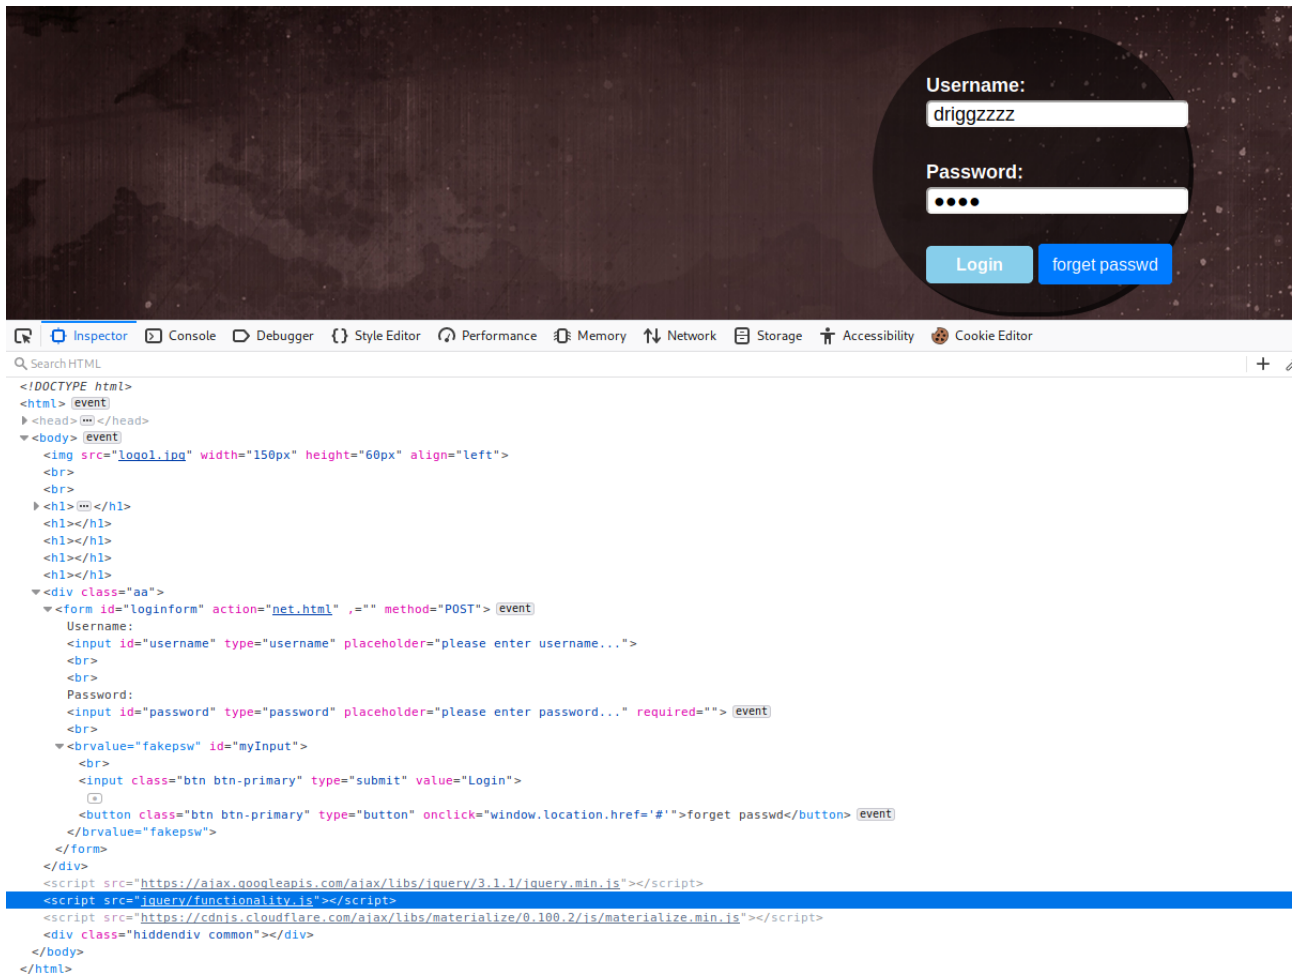 Username:
driggzzzz
Password:
●●●●
Login forget passwd
Inspector Console Debugger {} Style Editor Performance Memory Network Storage Accessibility Cookie Editor
Search HTML +
<!DOCTYPE html>
<html> event
<head> ⋯ </head>
<body> event
<img src="logo1.jpg" width="150px" height="60px" align="left">
<br>
<br>
<h1> ⋯ </h1>
<h1></h1>
<h1></h1>
<h1></h1>
<h1></h1>
<div class="aa">
<form id="loginform" action="net.html" ,="" method="POST"> event
Username:
<input id="username" type="username" placeholder="please enter username...">
<br>
<br>
Password:
<input id="password" type="password" placeholder="please enter password..." required=""> event
<br>
<brvalue="fakepsw" id="myInput">
<br>
<input class="btn btn-primary" type="submit" value="Login">
<button class="btn btn-primary" type="button" onclick="window.location.href='#'">forget passwd</button> event
</brvalue="fakepsw">
</form>
</div>
<script src="https://ajax.googleapis.com/ajax/libs/jquery/3.1.1/jquery.min.js"></script>
<script src="jquery/functionality.js"></script>
<script src="https://cdnjs.cloudflare.com/ajax/libs/materialize/0.100.2/js/materialize.min.js"></script>
<div class="hiddendiv common"></div>
</body>
</html>